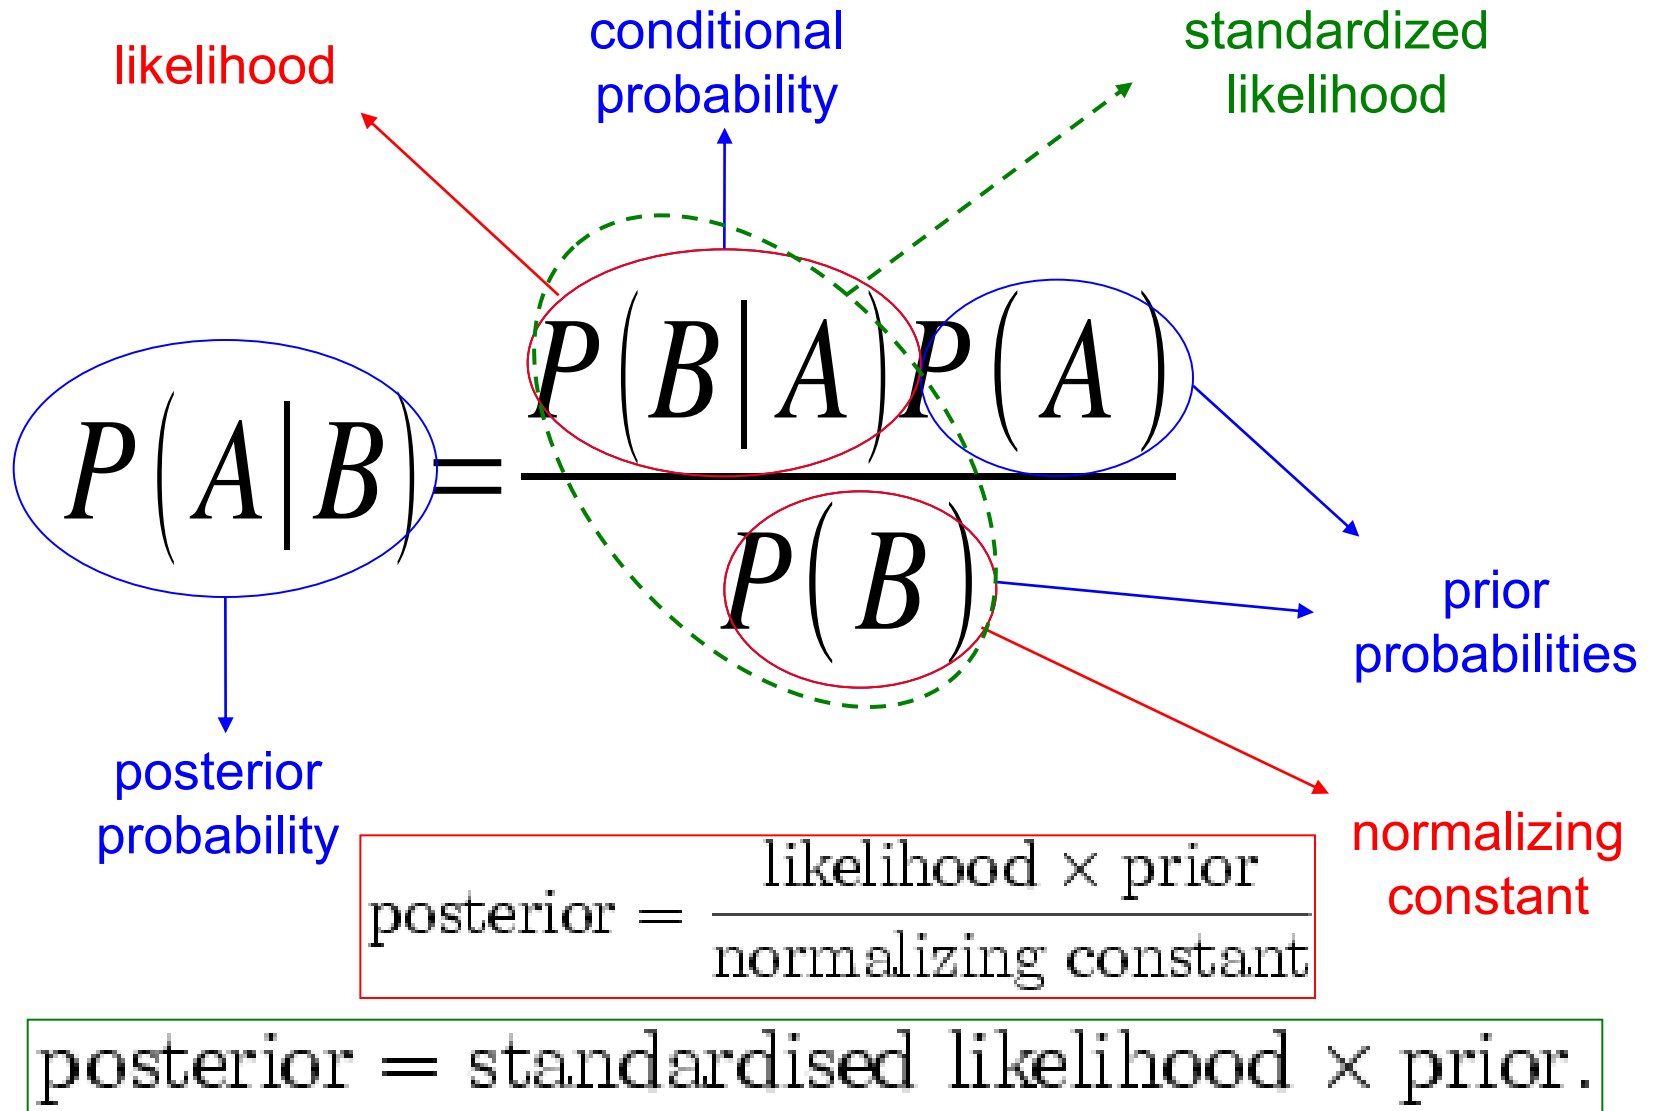 likelihood
conditional
probability
standardized
likelihood
P(B|A)P(A)
P(A|B)=
P(B)
prior
probabilities
posterior
probability
normalizing
constant
likelihood × prior
posterior =
normalizing constant
posterior = standardised likelihood × prior.